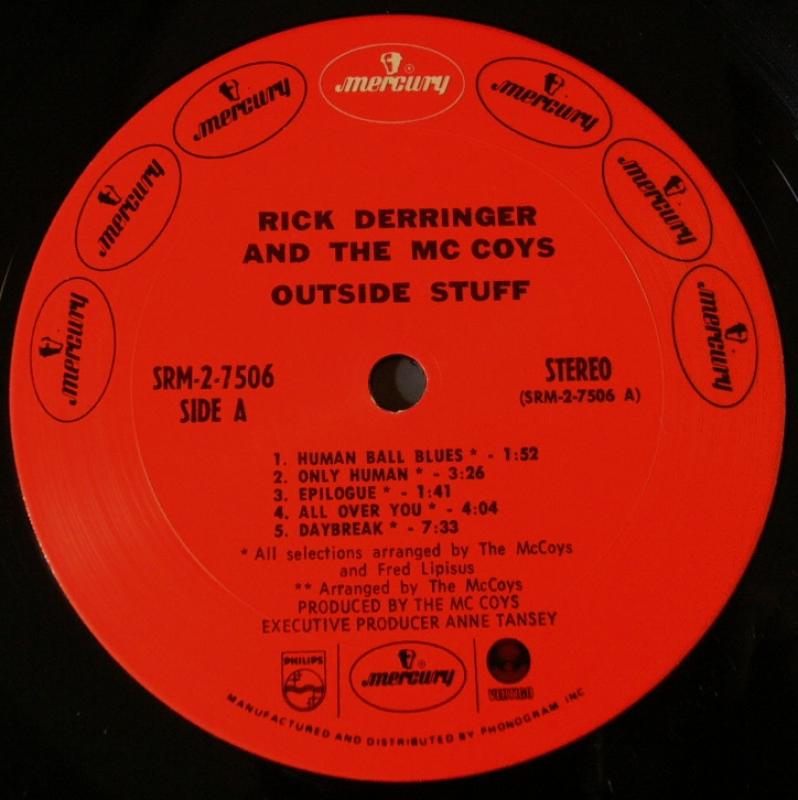 mercury
mercury
mercury
mercury ®
mercury
mercury
mercury
RICK DERRINGER
AND THE MC COYS
OUTSIDE STUFF
SRM-2-7506
SIDE A
STEREO
(SRM-2-7506 A)
1. HUMAN BALL BLUES * - 1:52
2. ONLY HUMAN * - 3:26
3. EPILOGUE * - 1:41
4. ALL OVER YOU * - 4:04
5. DAYBREAK * - 7:33
* All selections arranged by The McCoys
and Fred Lipisus
** Arranged by The McCoys
PRODUCED BY THE MC COYS
EXECUTIVE PRODUCER ANNE TANSEY
PHILIPS
mercury ®
VERTIGO
MANUFACTURED AND DISTRIBUTED BY PHONOGRAM INC